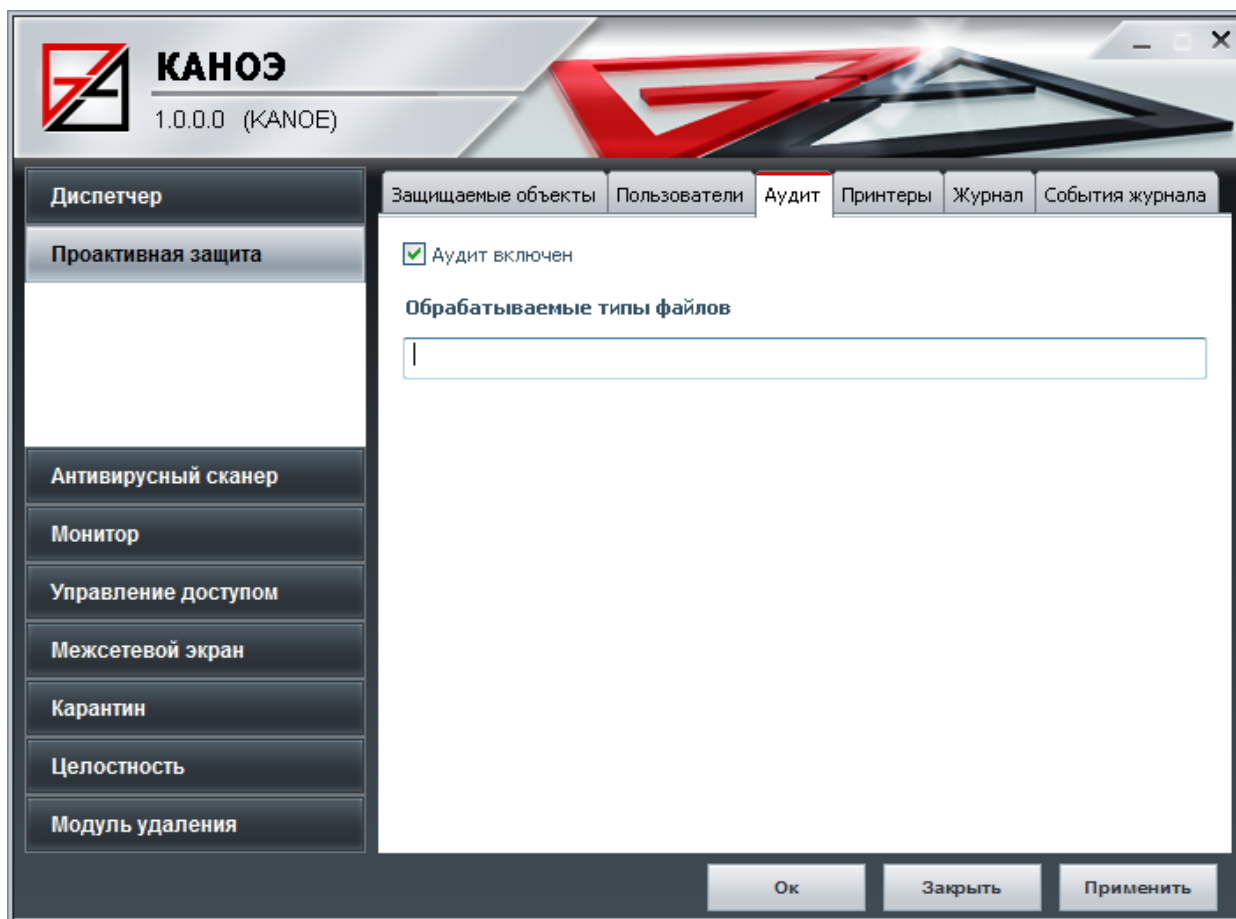 КАНОЭ
1.0.0.0 (KANOE)
Диспетчер
Проактивная защита
Антивирусный сканер
Монитор
Управление доступом
Межсетевой экран
Карантин
Целостность
Модуль удаления
Защищаемые объекты Пользователи Аудит Принтеры Журнал События журнала
Аудит включен
Обрабатываемые типы файлов
Ок Закрыть Применить